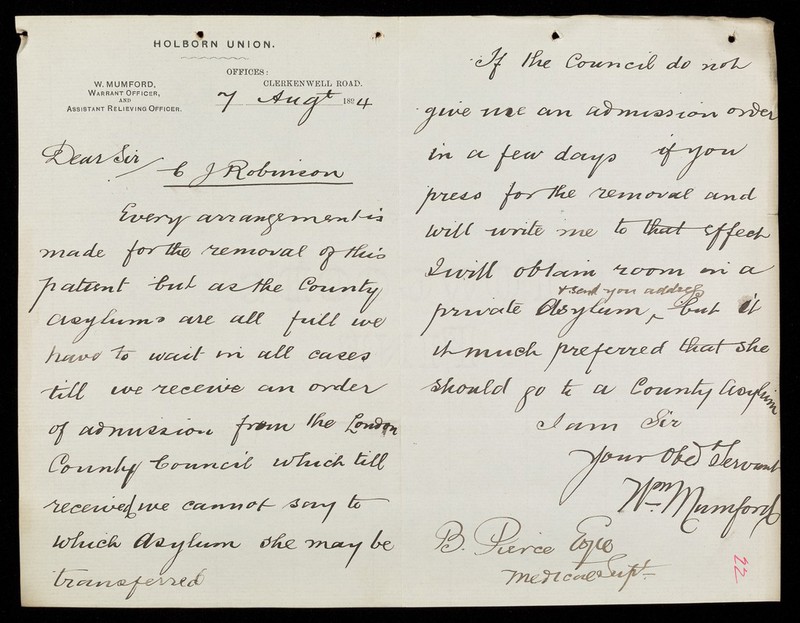 HOLBORN UNION.
OFFICES:
CLERKENWELL ROAD.
W. MUMFORD,
WARRANT OFFICER,
AND
ASSISTANT RELIEVING OFFICER.
7 Augt 1894
Dear Sir
C J Robinson
Every arrangement is
made for the removal of this
patient but as the County
asylums are all full we
have to wait in all cases
till we receive an order
of admission from the London
County Council which till
received we cannot say to
which Asylum she may be
transferred
If the Council do not
give me an admission order
in a few days if you
press for the removal and
will write me to that effect
I will obtain room in a
& send you address
private Asylum, but it
is much preferred that she
should go to a County Asylum
I am Sir
Your Obedt Servant
Wm Mumford
B. Pierce Esqre
Medical Supt
22